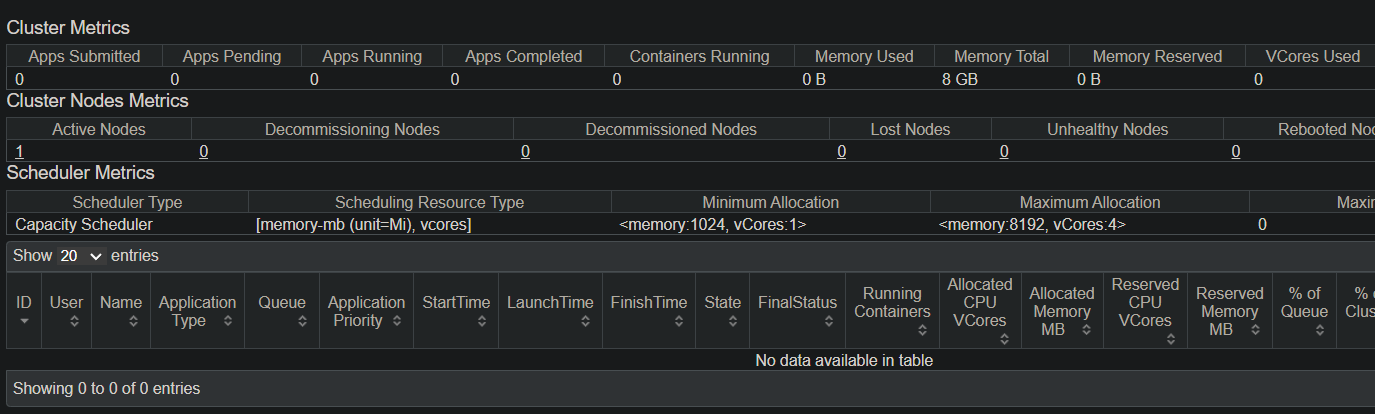 Cluster Metrics
Apps Submitted Apps Pending Apps Running Apps Completed Containers Running Memory Used Memory Total Memory Reserved VCores Used
0 0 0 0 0 0 B 8 GB 0 B 0
Cluster Nodes Metrics
Active Nodes Decommissioning Nodes Decommissioned Nodes Lost Nodes Unhealthy Nodes Rebooted
1 0 0 0 0 0
Scheduler Metrics
Scheduler Type Scheduling Resource Type Minimum Allocation Maximum Allocation
Capacity Scheduler [memory-mb (unit=Mi), vcores] <memory:1024, vCores:1> <memory:8192, vCores:4> 0
Show 20 entries
ID User Name Application Type Queue Application Priority StartTime LaunchTime FinishTime State FinalStatus Running Containers Allocated CPU VCores Allocated Memory MB Reserved CPU VCores Reserved Memory MB % of Queue %
No data available in table
Showing 0 to 0 of 0 entries